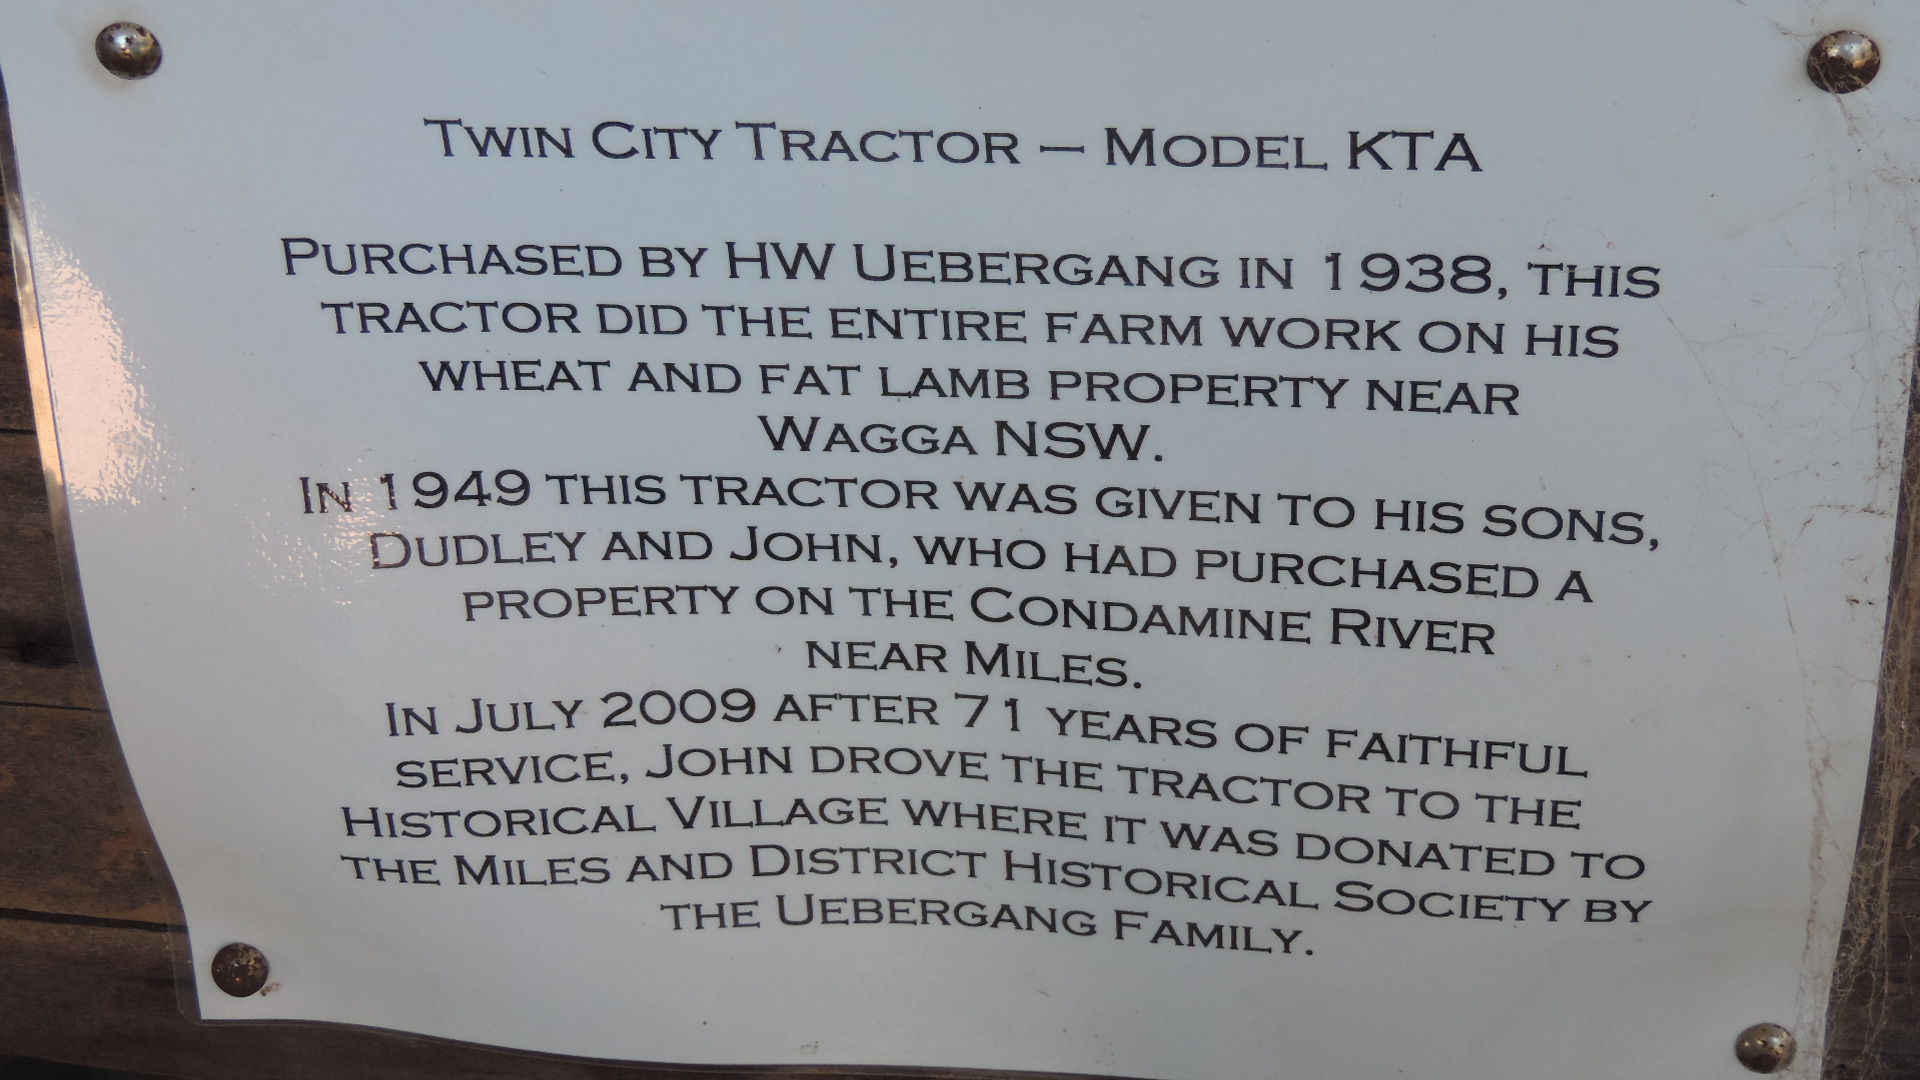 TWIN CITY TRACTOR – MODEL KTA
PURCHASED BY HW UEBERGANG IN 1938, THIS
TRACTOR DID THE ENTIRE FARM WORK ON HIS
WHEAT AND FAT LAMB PROPERTY NEAR
WAGGA NSW.
IN 1949 THIS TRACTOR WAS GIVEN TO HIS SONS,
DUDLEY AND JOHN, WHO HAD PURCHASED A
PROPERTY ON THE CONDAMINE RIVER
NEAR MILES.
IN JULY 2009 AFTER 71 YEARS OF FAITHFUL
SERVICE, JOHN DROVE THE TRACTOR TO THE
HISTORICAL VILLAGE WHERE IT WAS DONATED TO
THE MILES AND DISTRICT HISTORICAL SOCIETY BY
THE UEBERGANG FAMILY.